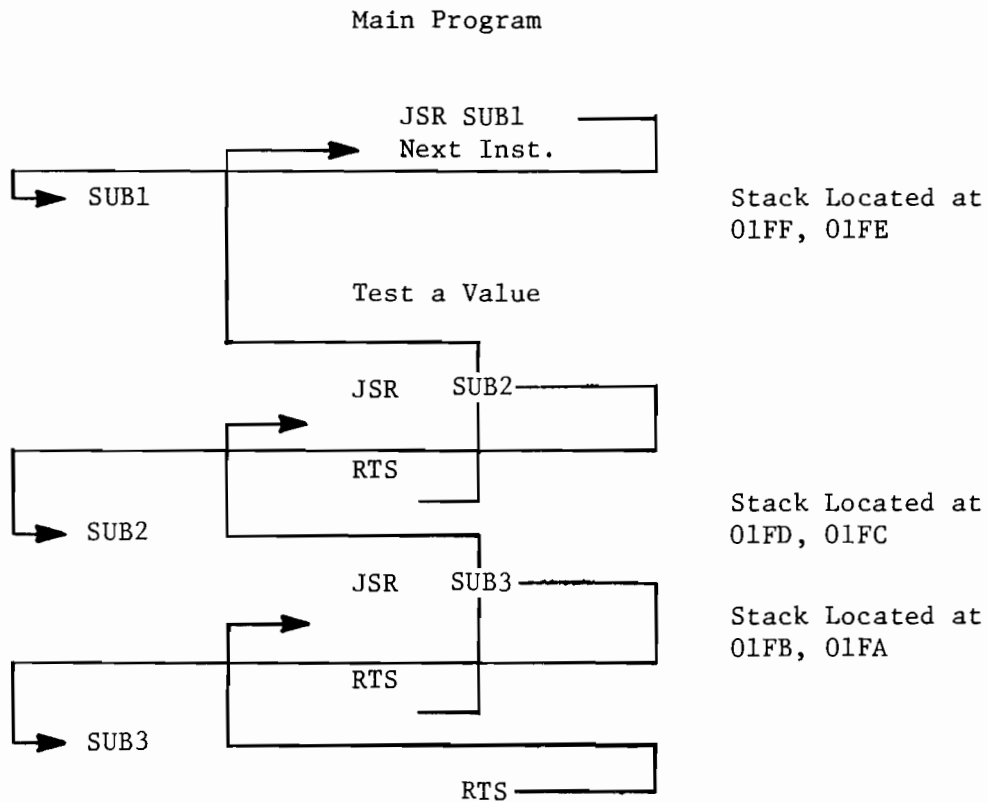 Main Program
JSR SUB1
Next Inst.
SUB1
Stack Located at
01FF, 01FE
Test a Value
JSR SUB2
RTS
SUB2
Stack Located at
01FD, 01FC
JSR SUB3
Stack Located at
01FB, 01FA
RTS
SUB3
RTS